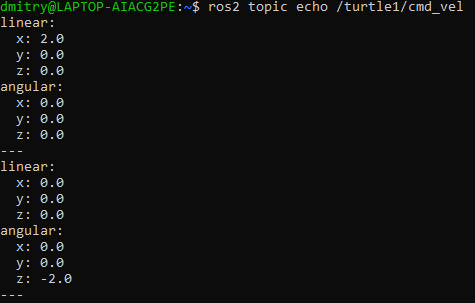 dmitry@LAPTOP-AIACG2PE:~$ ros2 topic echo /turtle1/cmd_vel
linear:
  x: 2.0
  y: 0.0
  z: 0.0
angular:
  x: 0.0
  y: 0.0
  z: 0.0
---
linear:
  x: 0.0
  y: 0.0
  z: 0.0
angular:
  x: 0.0
  y: 0.0
  z: -2.0
---